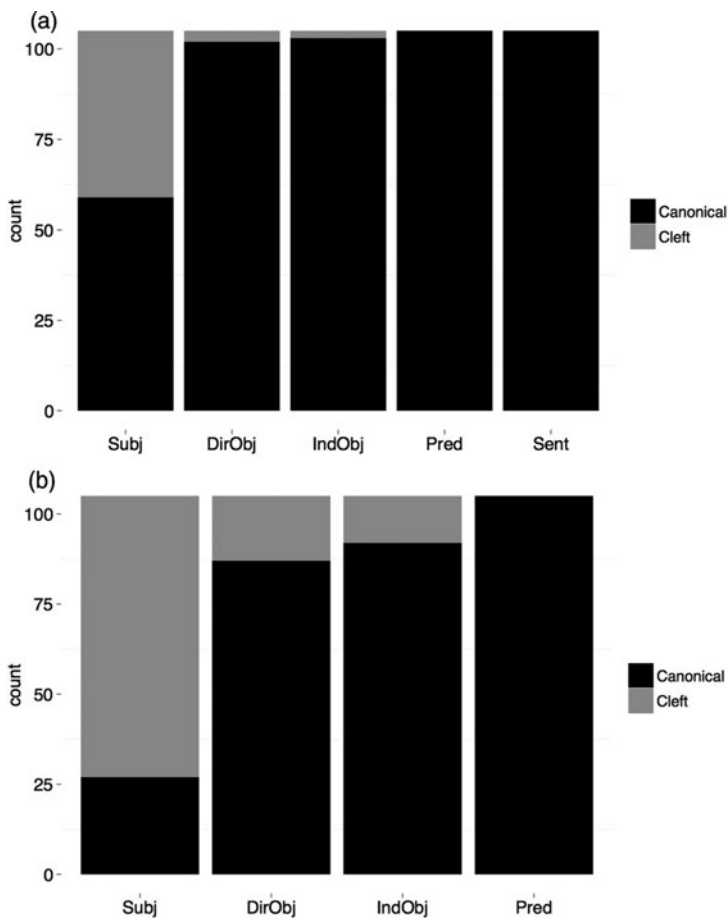 (a)
100
75
50
25
0
count
Subj DirObj IndObj Pred Sent
Canonical
Cleft
(b)
100
75
50
25
0
count
Subj DirObj IndObj Pred
Canonical
Cleft